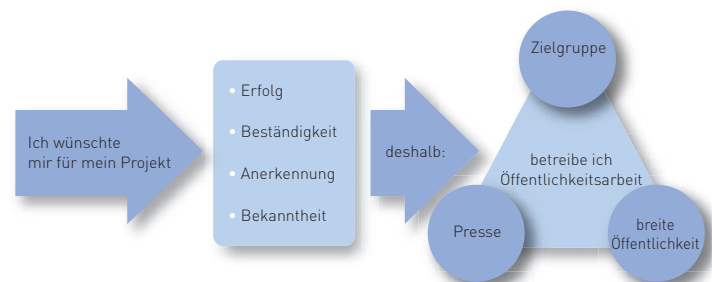 Ich wünschte
mir für mein Projekt
• Erfolg
• Beständigkeit
• Anerkennung
• Bekanntheit
deshalb:
Zielgruppe
betreibe ich
Öffentlichkeitsarbeit
Presse
breite
Öffentlichkeit